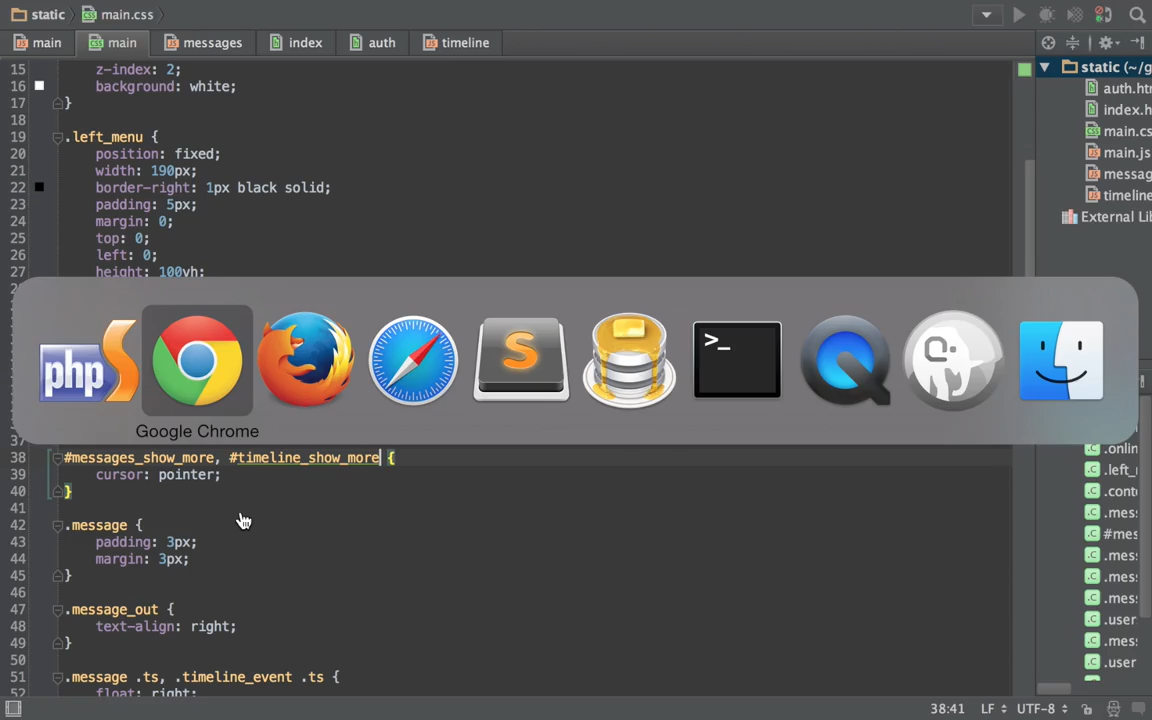 static main.css
main main messages index auth timeline
static (~/g
15 z-index: 2;
16 background: white;
17 }
18
19 .left_menu {
20 position: fixed;
21 width: 190px;
22 border-right: 1px black solid;
23 padding: 5px;
24 margin: 0;
25 top: 0;
26 left: 0;
27 height: 100vh;
auth.htm
index.h
main.cs
main.js
messag
timeline
External Lib
php S
S
>_
Google Chrome
37
38 #messages_show_more, #timeline_show_more {
39 cursor: pointer;
40 }
41
42 .message {
43 padding: 3px;
44 margin: 3px;
45 }
46
47 .message_out {
48 text-align: right;
49 }
50
51 .message .ts, .timeline_event .ts {
52 float: right;
.onlin
.left_
.cont
.mes
#mes
.mes
.mes
.mes
.user
.mes
.user
38:41 LF UTF-8